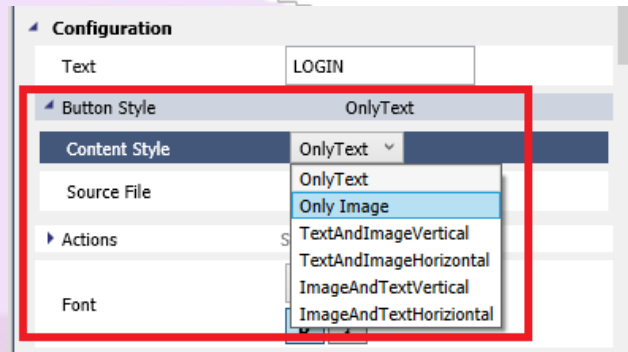 Configuration
Text LOGIN
Button Style OnlyText
Content Style OnlyText
OnlyText
Source File
Only Image
TextAndImageVertical
Actions S
TextAndImageHorizontal
ImageAndTextVertical
Font
ImageAndTextHoriziontal